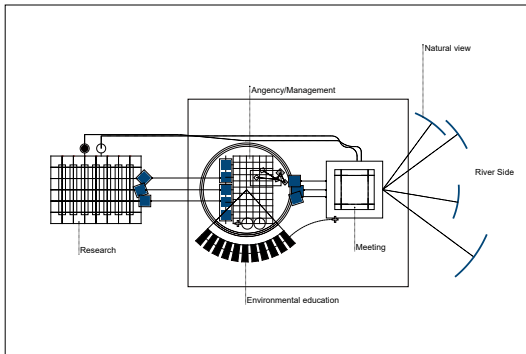 Natural view
Angency/Management
River Side
Research
Meeting
Environmental education